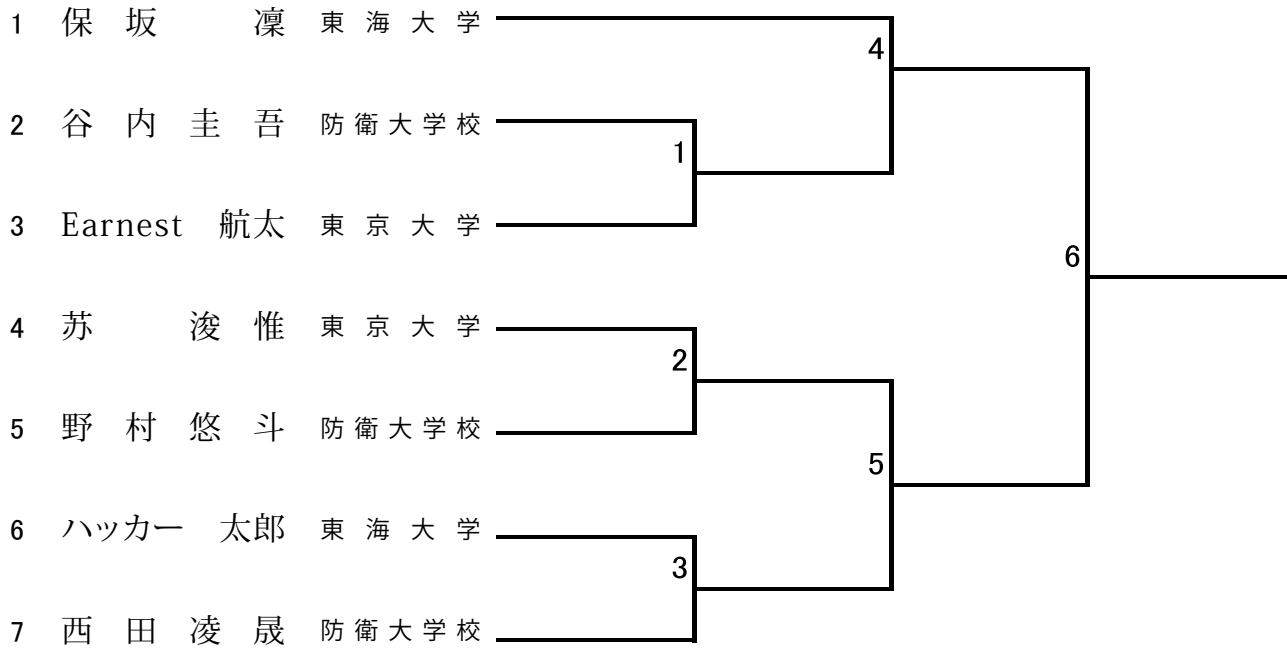 1 保坂 凜 東海大学
4
2 谷内圭吾 防衛大学校
1
3 Earnest 航太 東京大学
6
4 苏 浚惟 東京大学
2
5 野村悠斗 防衛大学校
5
6 ハッカー 太郎 東海大学
3
7 西田凌晟 防衛大学校